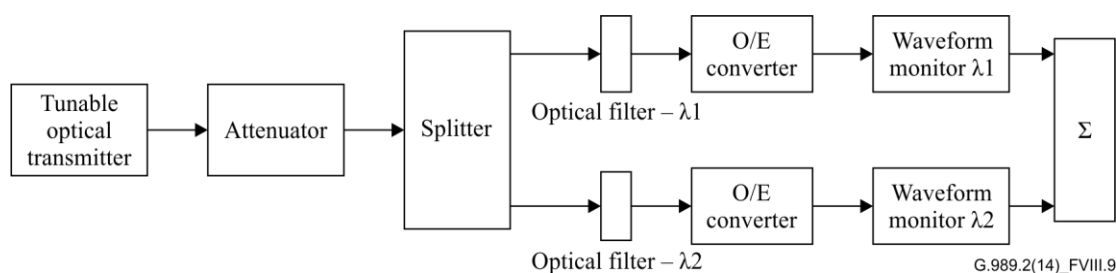 Tunable
optical
transmitter
Attenuator
Splitter
Optical filter – λ1
O/E
converter
Waveform
monitor λ1
Optical filter – λ2
O/E
converter
Waveform
monitor λ2
Σ
G.989.2(14)_FVIII.9